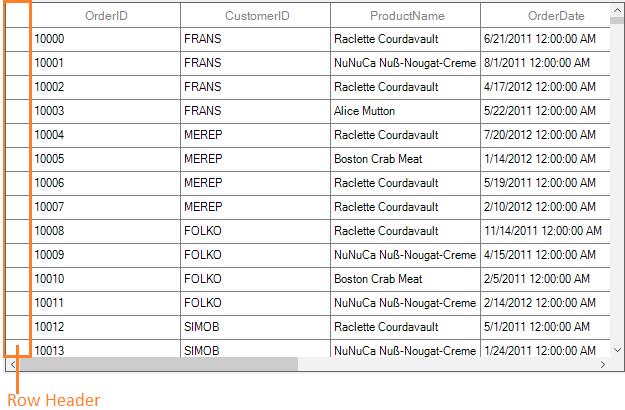 OrderID CustomerID ProductName OrderDate
10000 FRANS Raclette Courdavault 6/21/2011 12:00:00 AM
10001 FRANS NuNuCa Nuß-Nougat-Creme 8/1/2011 12:00:00 AM
10002 FRANS Raclette Courdavault 4/17/2012 12:00:00 AM
10003 FRANS Alice Mutton 5/22/2011 12:00:00 AM
10004 MEREP Raclette Courdavault 7/20/2012 12:00:00 AM
10005 MEREP Boston Crab Meat 1/14/2012 12:00:00 AM
10006 MEREP Raclette Courdavault 5/19/2011 12:00:00 AM
10007 MEREP Raclette Courdavault 2/10/2012 12:00:00 AM
10008 FOLKO Raclette Courdavault 11/14/2011 12:00:00 AM
10009 FOLKO NuNuCa Nuß-Nougat-Creme 4/15/2011 12:00:00 AM
10010 FOLKO Boston Crab Meat 2/5/2011 12:00:00 AM
10011 FOLKO NuNuCa Nuß-Nougat-Creme 2/14/2012 12:00:00 AM
10012 SIMOB Raclette Courdavault 5/1/2011 12:00:00 AM
10013 SIMOB NuNuCa Nuß-Nougat-Creme 1/24/2011 12:00:00 AM
Row Header